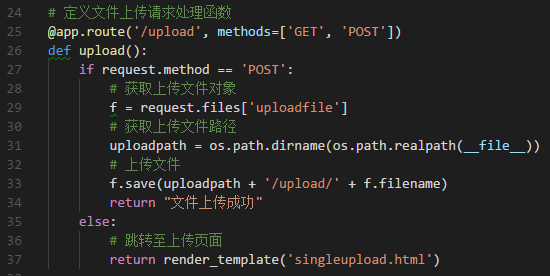 24 # 定义文件上传请求处理函数
25 @app.route('/upload', methods=['GET', 'POST'])
26 def upload():
27     if request.method == 'POST':
28         # 获取上传文件对象
29         f = request.files['uploadfile']
30         # 获取上传文件路径
31         uploadpath = os.path.dirname(os.path.realpath(__file__))
32         # 上传文件
33         f.save(uploadpath + '/upload/' + f.filename)
34         return "文件上传成功"
35     else:
36         # 跳转至上传页面
37         return render_template('singleupload.html')